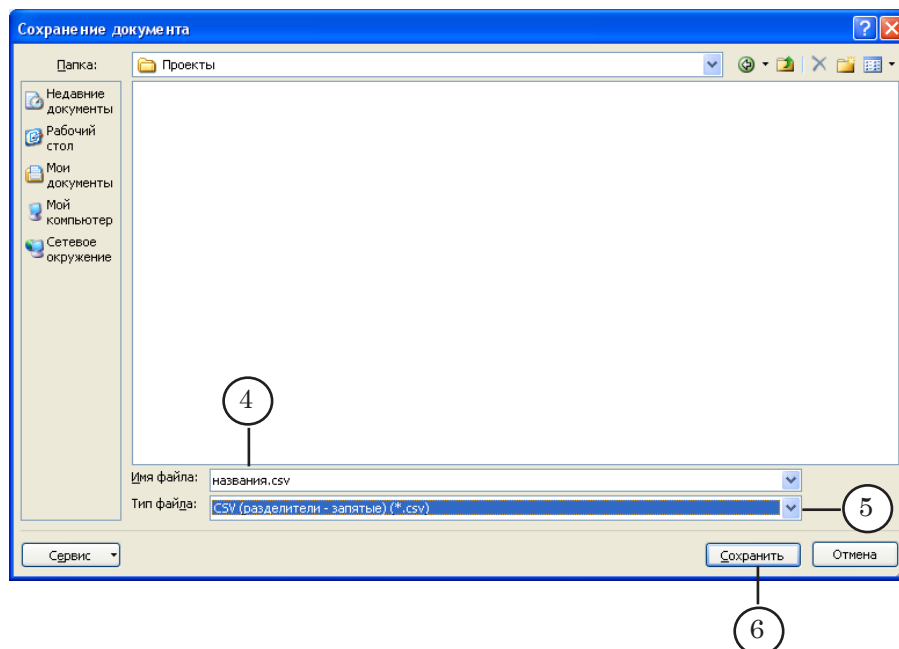 Сохранение документа
Папка:
Проекты
Недавние
документы
Рабочий
стол
Мои
документы
Мой
компьютер
Сетевое
окружение
4
Имя файла:
названия.csv
Тип файла:
CSV (разделители - запятые) (*.csv)
5
Сервис
Сохранить
Отмена
6